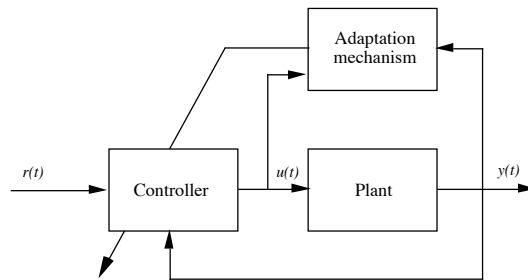 Adaptation
mechanism
r(t)
Controller
u(t)
Plant
y(t)